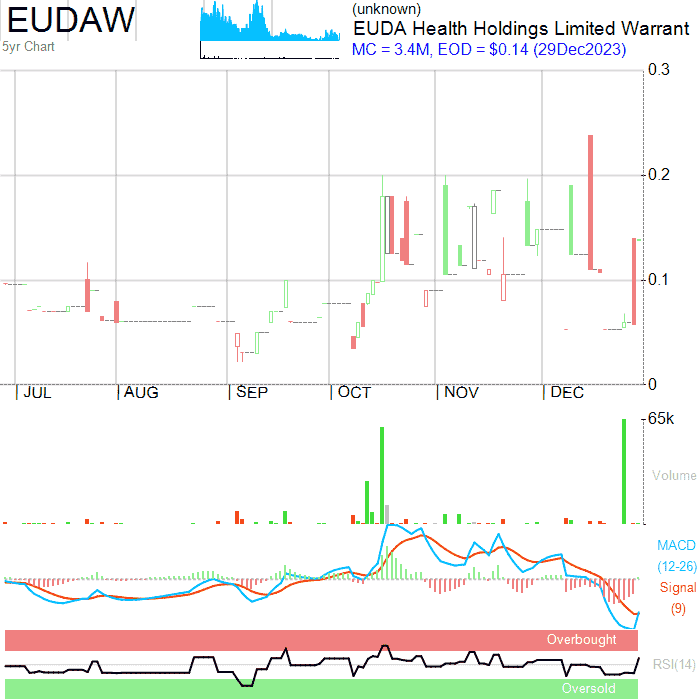 EUDAW
5yr Chart
(unknown)
EUDA Health Holdings Limited Warrant
MC = 3.4M, EOD = $0.14 (29Dec2023)
0.3
0.2
0.1
0
JUL AUG SEP OCT NOV DEC
65k
Volume
MACD
(12-26)
Signal
(9)
Overbought
RSI(14)
Oversold